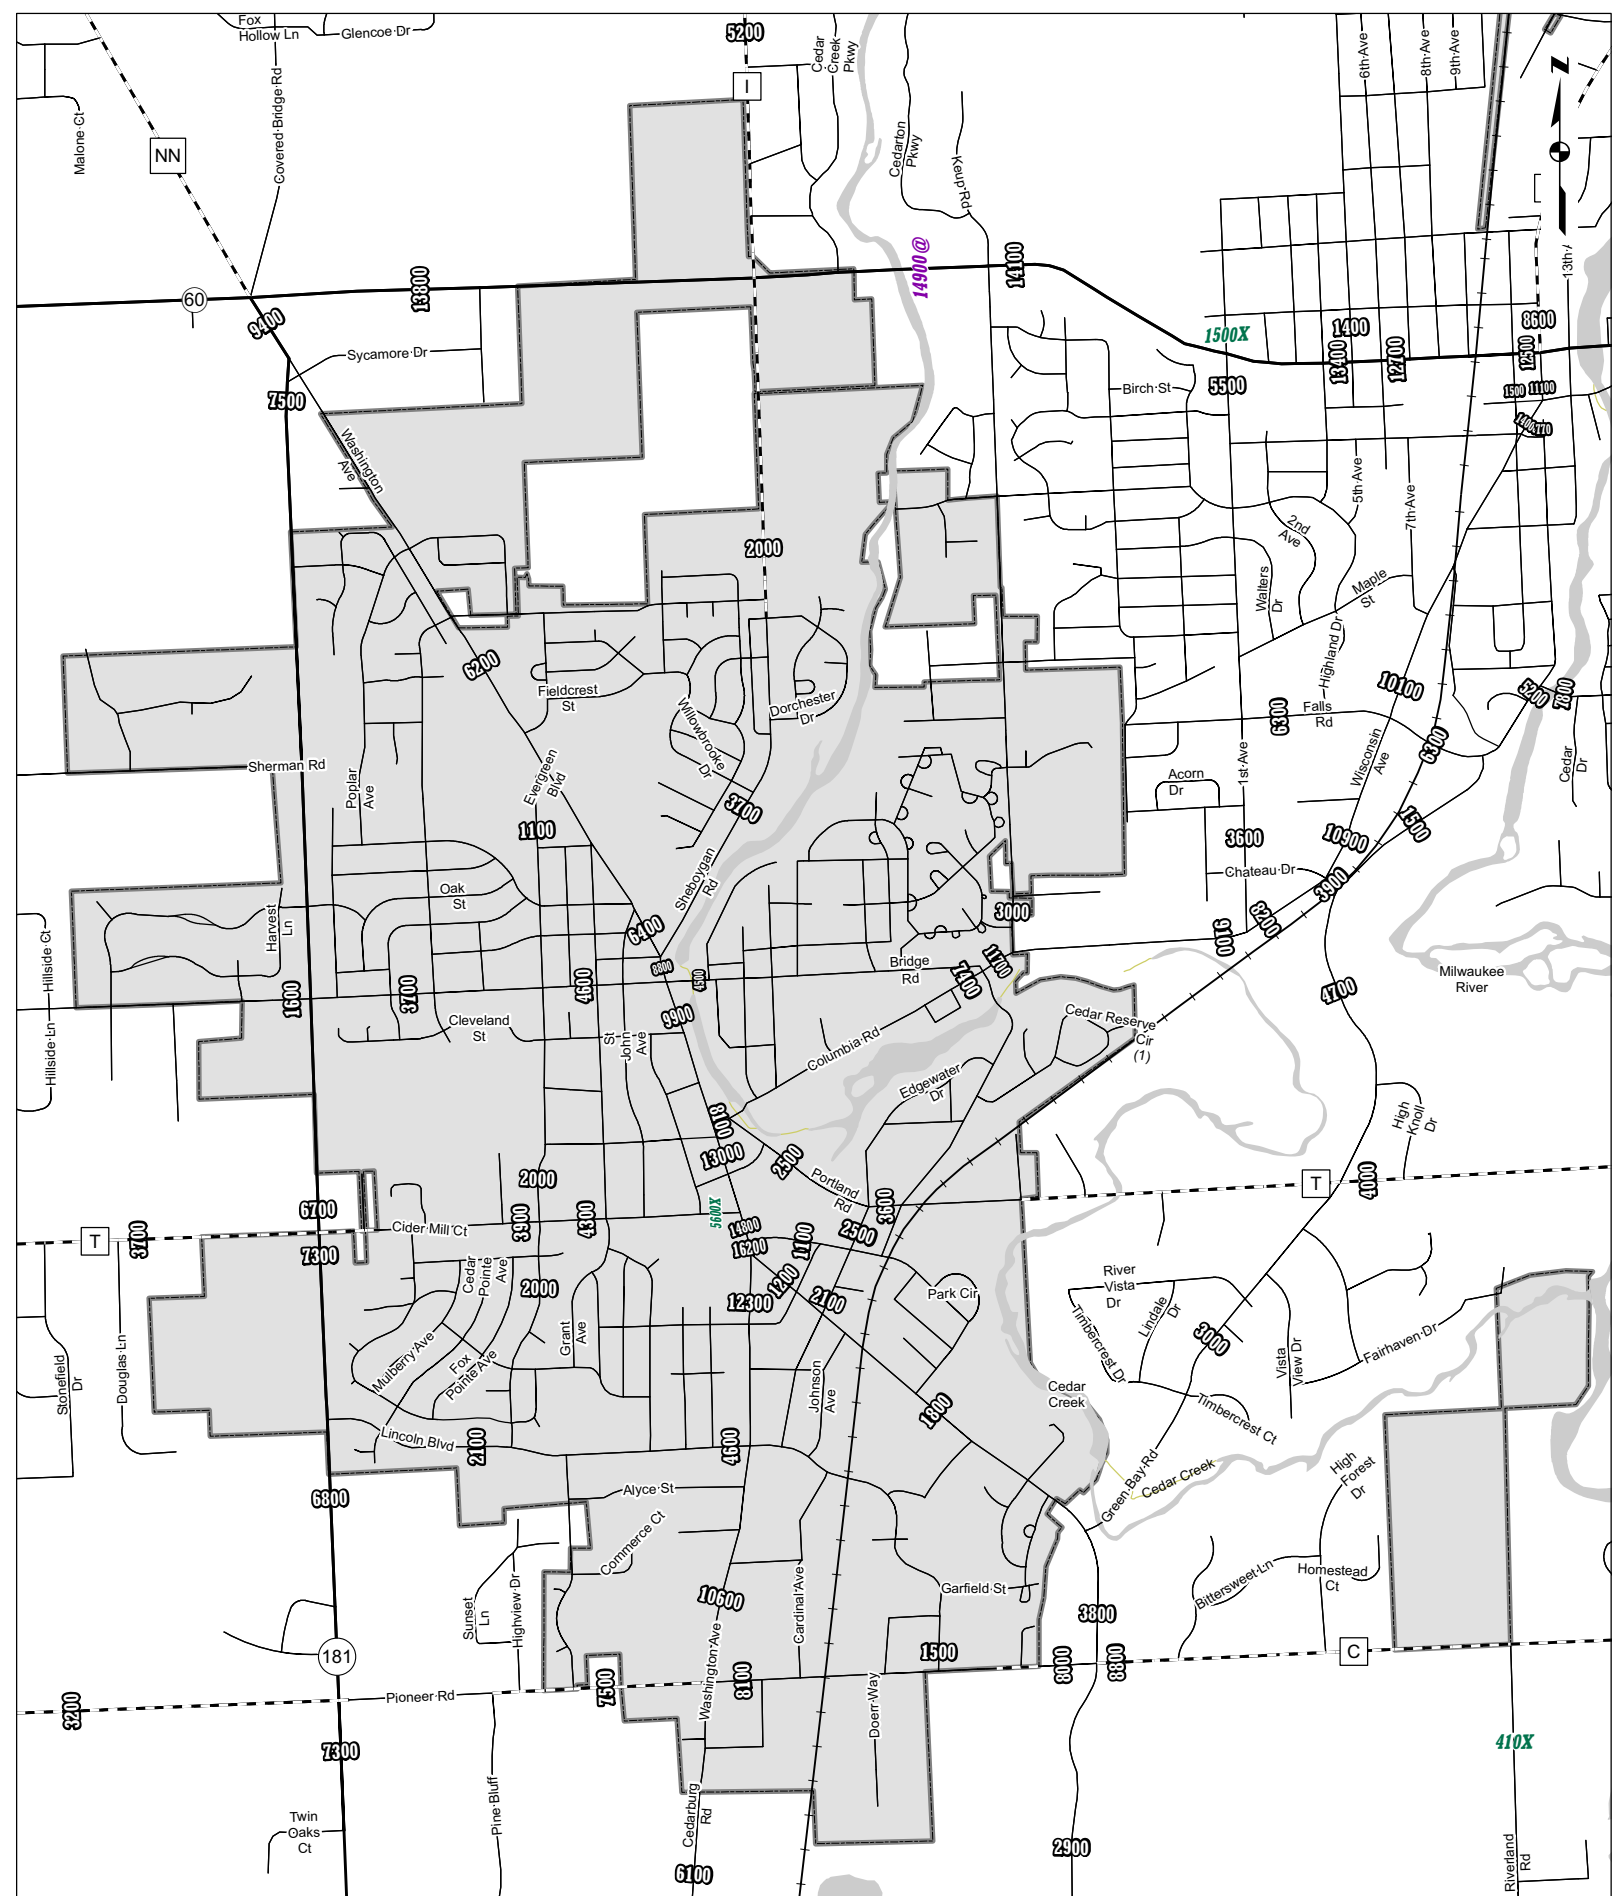 Fox
Hollow Ln
Glencoe Dr
5200
Cedar
Creek
Pkwy
6th Ave
8th Ave
9th Ave
Z
I
Malone Ct
NN
Covered Bridge Rd
Cedarton
Pkwy
Keup Rd
13th
14900@
14100
60
13800
9400
1500X
1400
13400
12700
8600
12500
Sycamore Dr
7500
Birch St
5500
1500
11100
Washington
Ave
5th Ave
7th Ave
2nd
Ave
2000
Walters
Dr
Maple
St
6200
Fieldcrest
St
Willowbrooke
Dr
Dorchester
Dr
Highland Dr
10100
5200
7800
6300
Falls
Rd
6300
Sherman Rd
Poplar
Ave
Evergreen
Blvd
1st Ave
Wisconsin
Ave
Cedar
Dr
Acorn
Dr
3700
1100
3600
10900
1500
Sheboygan
Rd
Chateau Dr
3900
Oak
St
Harvest
Ln
3000
6400
9100
8200
Hillside Ct
8800
4500
Bridge
Rd
7400
11700
Milwaukee
River
1600
3700
4600
4700
Cleveland
St
9900
St
John
Ave
Hillside Ln
Columbia Rd
Cedar Reserve
Cir
(1)
Edgewater
Dr
8100
High
Knoll
Dr
13000
2500
2000
Portland
Rd
T
4000
6700
3900
4300
5600X
3600
T
3700
Cider Mill Ct
14800
16200
1100
2500
7300
Cedar
Pointe
Ave
2000
1200
River
Vista
Dr
12300
2100
Park Cir
Lindale
Dr
Timbercrest Dr
3000
Douglas Ln
Stonefield
Dr
Mulberry Ave
Fox
Pointe Ave
Grant
Ave
Johnson
Ave
Vista
View Dr
Fairhaven Dr
Cedar
Creek
1800
Timbercrest Ct
Lincoln Blvd
2100
4600
High
Forest
Dr
Green Bay Rd
Cedar Creek
6800
Alyce St
Commerce Ct
Sunset
Ln
Highview Dr
10600
Cardinal Ave
Garfield St
Bittersweet Ln
Homestead
Ct
3800
181
Washington Ave
1500
8000
8800
C
3200
Pioneer Rd
7500
8100
Doerr Way
7300
410X
Pine Bluff
Twin
Oaks
Ct
Cedarburg
Rd
6100
2900
Riverland
Rd